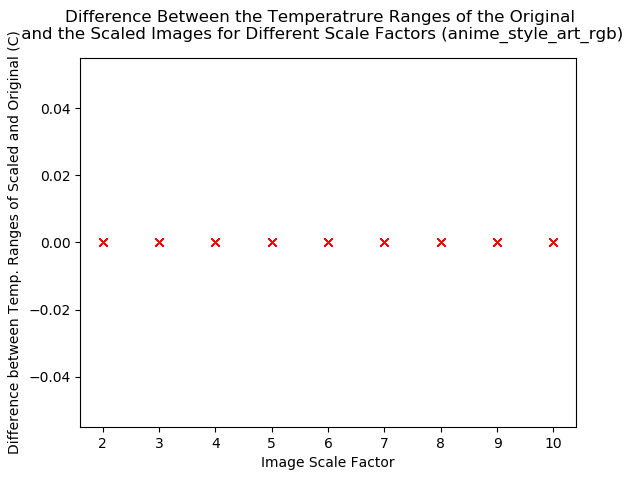 Difference Between the Temperatrure Ranges of the Original
and the Scaled Images for Different Scale Factors (anime_style_art_rgb)
Difference between Temp. Ranges of Scaled and Original (C)
0.04
0.02
0.00
−0.02
−0.04
2 3 4 5 6 7 8 9 10
Image Scale Factor